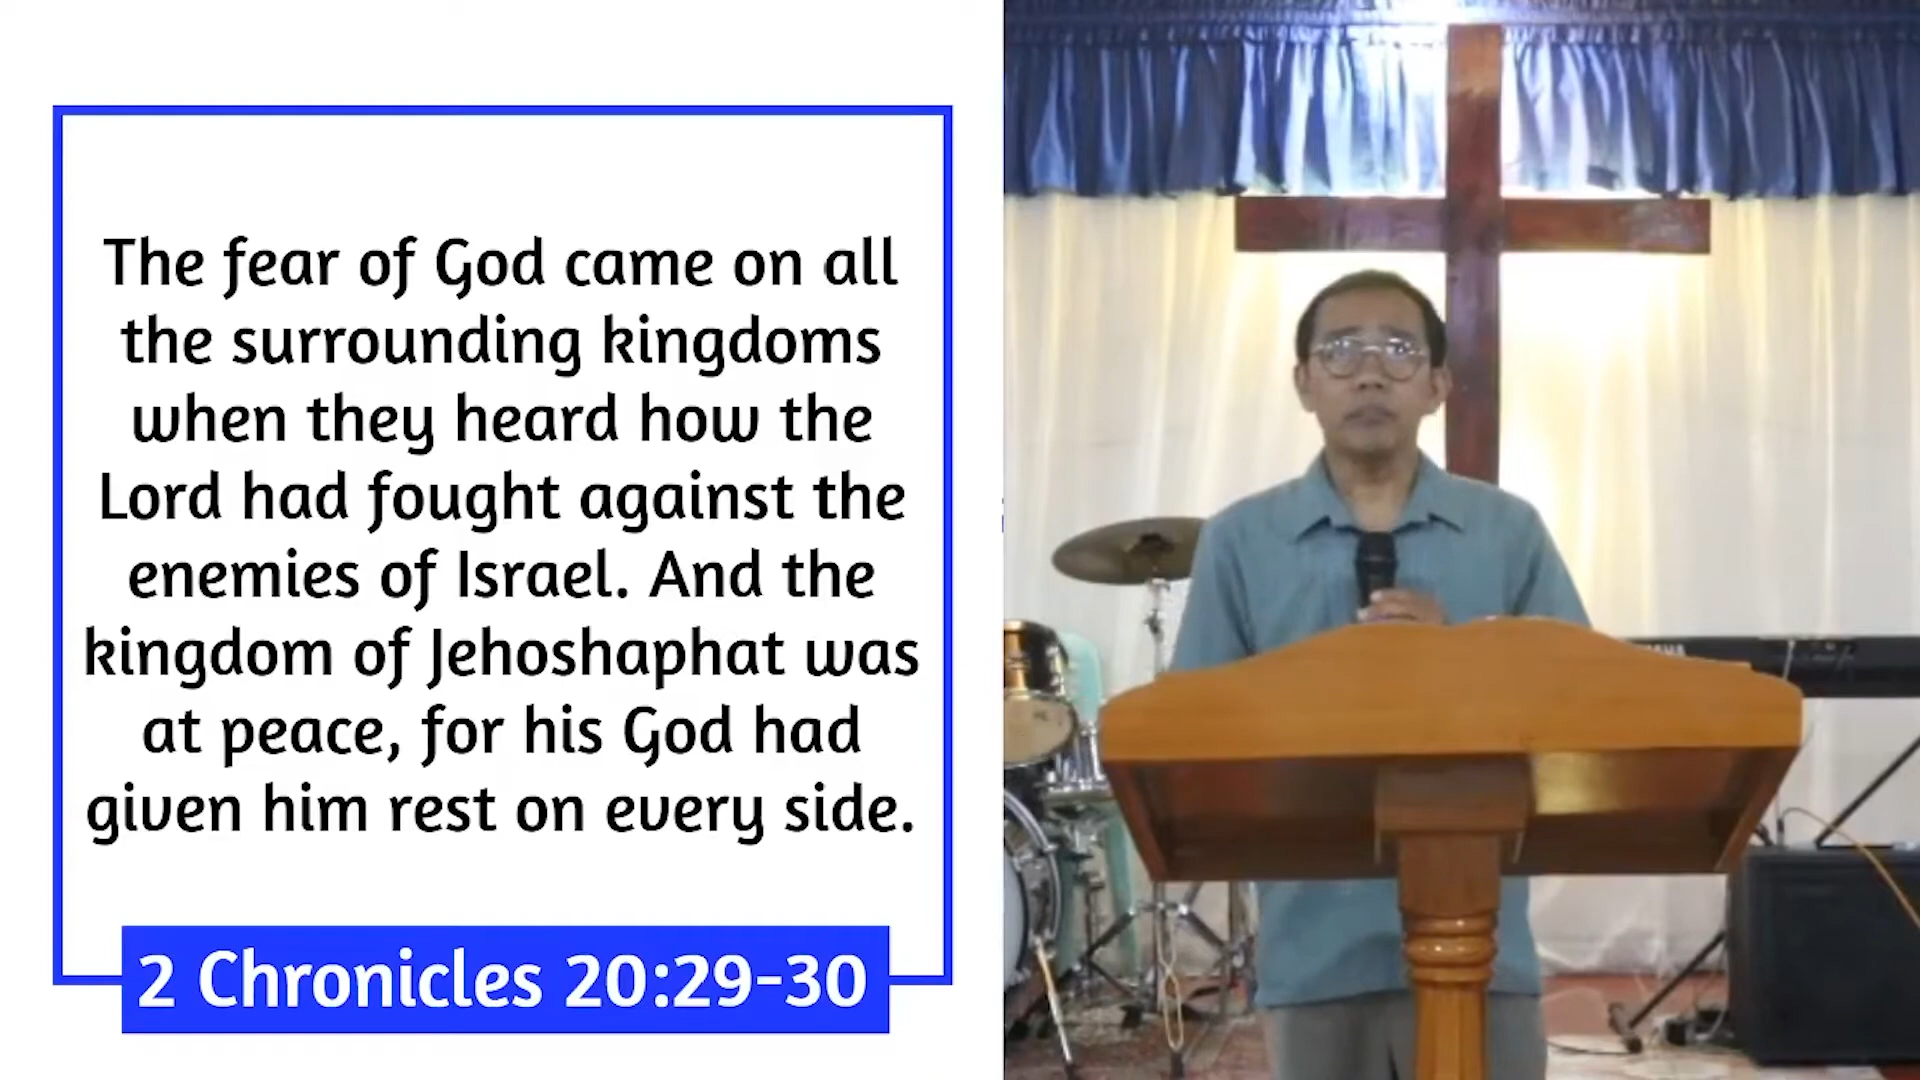 The fear of God came on all
the surrounding kingdoms
when they heard how the
Lord had fought against the
enemies of Israel. And the
kingdom of Jehoshaphat was
at peace, for his God had
given him rest on every side.
2 Chronicles 20:29-30